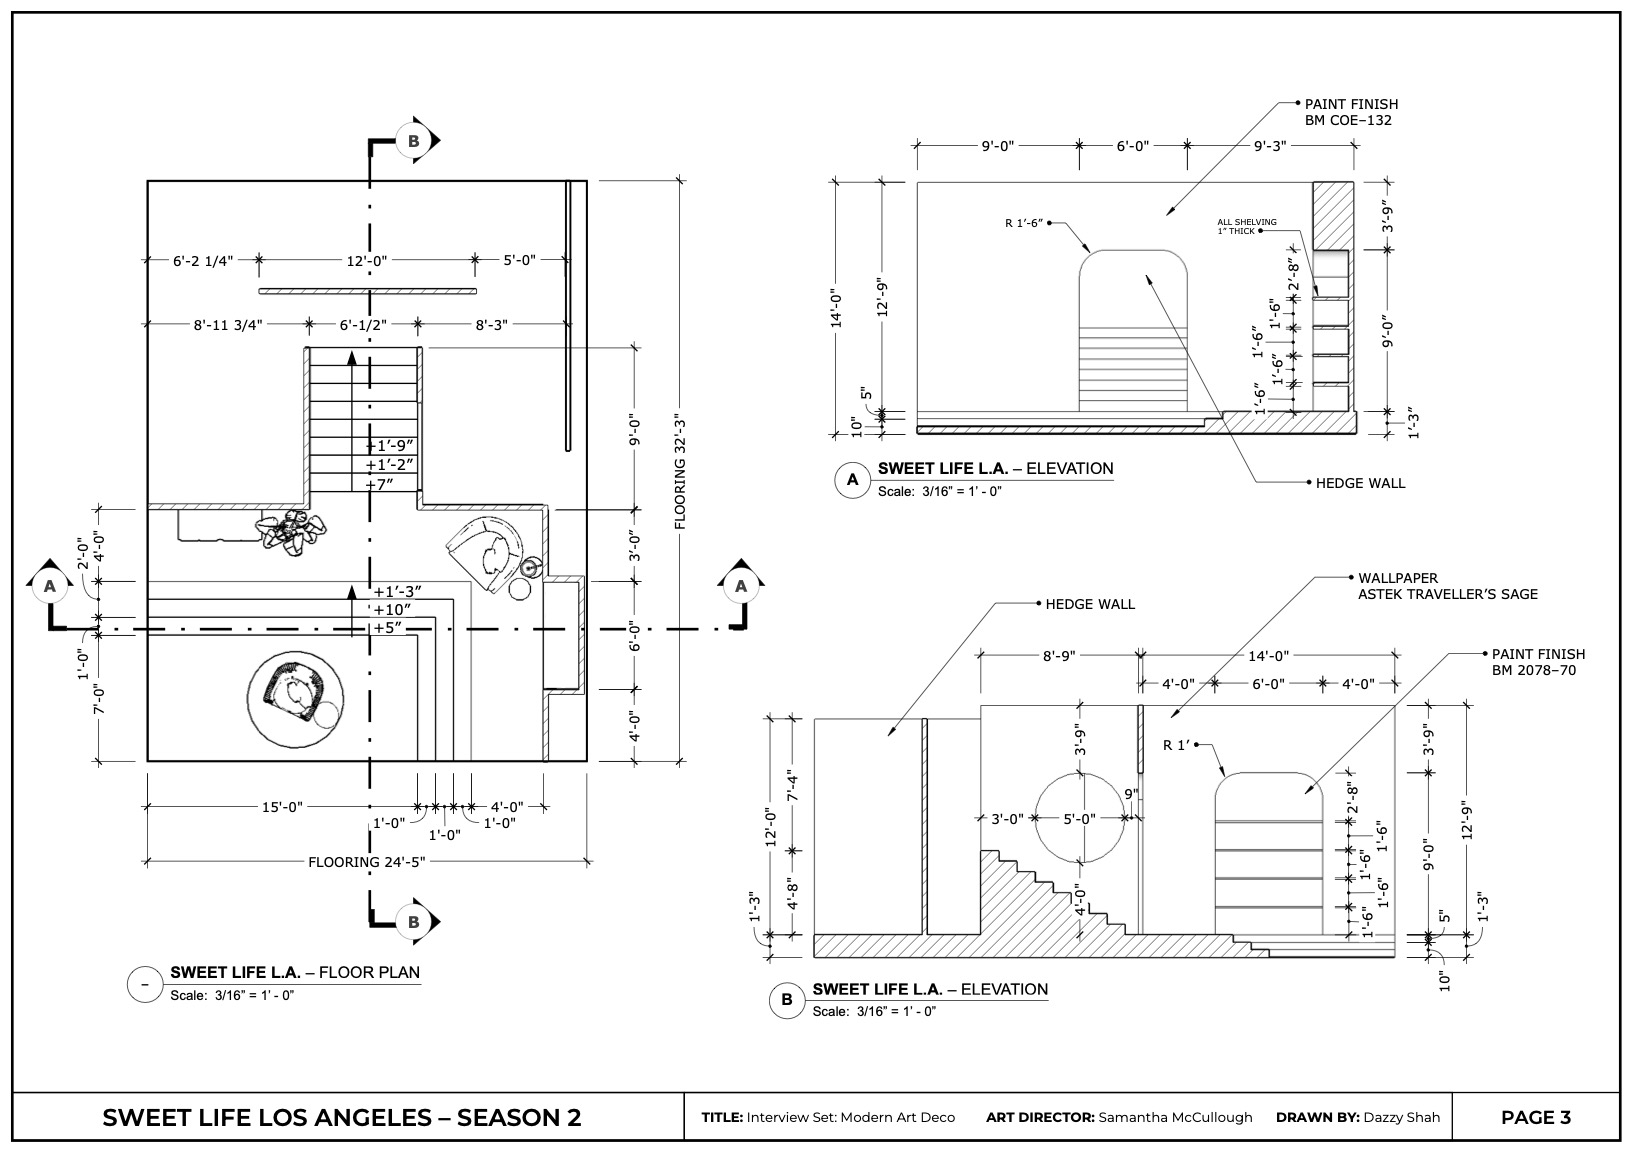 B
6'-2 1/4"
12'-0"
5'-0"
8'-11 3/4"
6'-1/2"
8'-3"
+1'-9"
+1'-2"
+7"
9'-0"
FLOORING 32'-3"
2'-0"
4'-0"
3'-0"
A
A
+1'-3"
+10"
+5"
1'-0"
7'-0"
6'-0"
4'-0"
15'-0"
4'-0"
1'-0"
1'-0"
1'-0"
FLOORING 24'-5"
B
–
SWEET LIFE L.A. – FLOOR PLAN
Scale: 3/16" = 1' - 0"
PAINT FINISH
BM COE–132
9'-0"
6'-0"
9'-3"
R 1'-6"
ALL SHELVING
1" THICK
14'-0"
12'-9"
5"
10"
2'-8"
1'-6"
1'-6"
1'-6"
1'-6"
3'-9"
9'-0"
1'-3"
A
SWEET LIFE L.A. – ELEVATION
Scale: 3/16" = 1' - 0"
HEDGE WALL
HEDGE WALL
WALLPAPER
ASTEK TRAVELLER'S SAGE
PAINT FINISH
BM 2078–70
8'-9"
14'-0"
4'-0"
6'-0"
4'-0"
R 1'
12'-0"
7'-4"
4'-8"
1'-3"
3'-9"
3'-0"
5'-0"
9"
4'-0"
2'-8"
1'-6"
1'-6"
1'-6"
1'-6"
3'-9"
9'-0"
12'-9"
5"
1'-3"
10"
B
SWEET LIFE L.A. – ELEVATION
Scale: 3/16" = 1' - 0"
SWEET LIFE LOS ANGELES – SEASON 2
TITLE: Interview Set: Modern Art Deco
ART DIRECTOR: Samantha McCullough
DRAWN BY: Dazzy Shah
PAGE 3